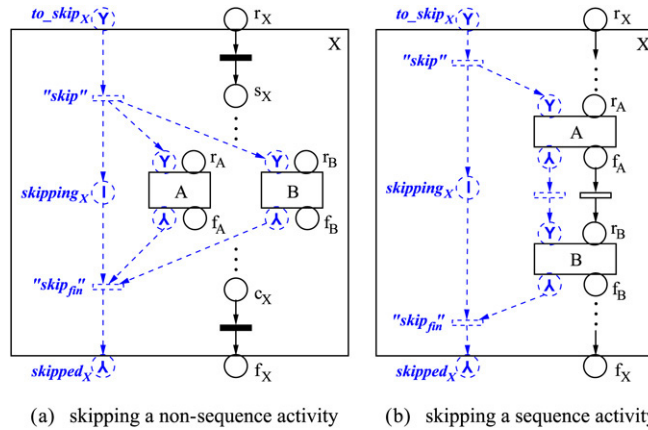 to_skipX Y rX
X
"skip"
sX
Y rA Y rB
skippingX I A B
Y fA Y fB
"skipfin"
cX
skippedX Y fX
(a) skipping a non-sequence activity
to_skipX Y rX
X
"skip"
Y rA
A
Y fA
skippingX I
Y rB
B
Y fB
"skipfin"
skippedX Y fX
(b) skipping a sequence activity